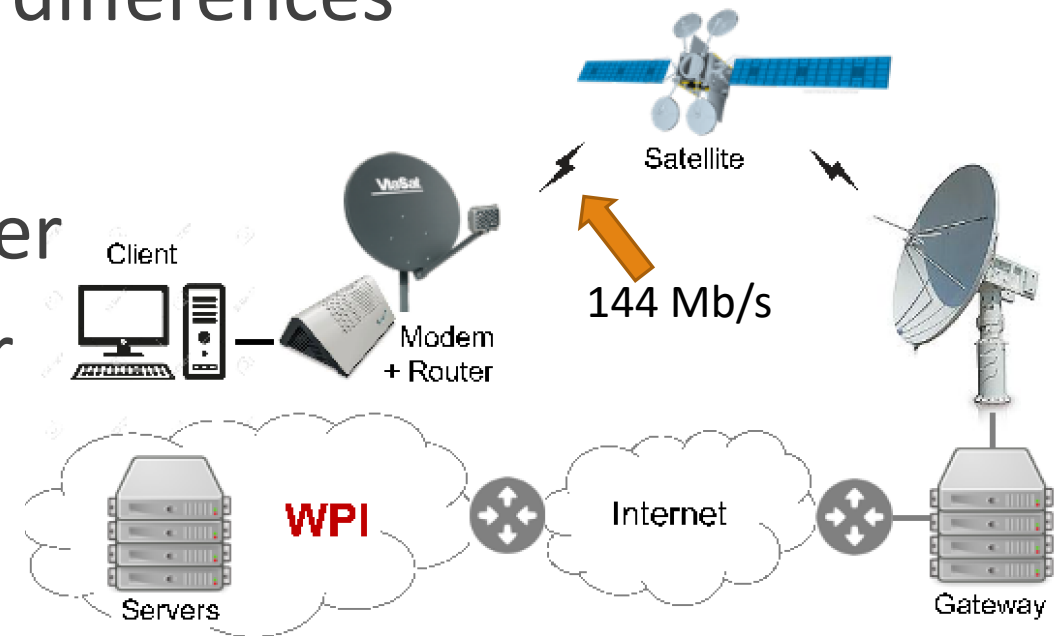 differences
Satellite
ViaSat
er
Client
144 Mb/s
r
Modem
+ Router
WPI
Internet
Servers
Gateway